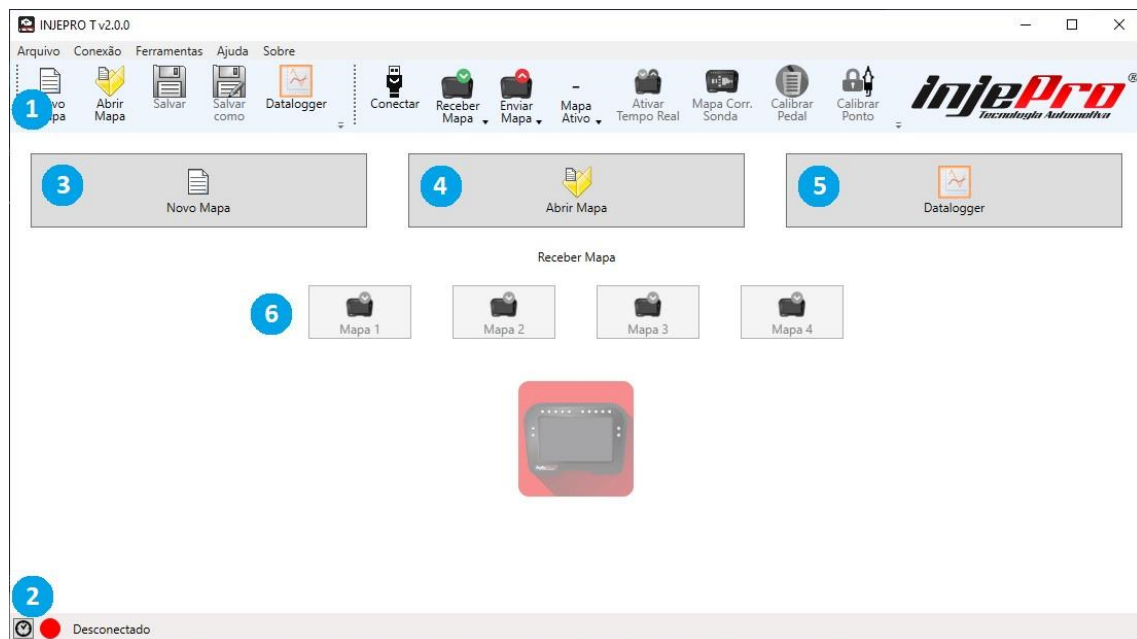 INJEPRO T v2.0.0
Arquivo Conexão Ferramentas Ajuda Sobre
1
Abrir Mapa
Salvar
Salvar como
Datalogger
Conectar
Receber Mapa
Enviar Mapa
- Mapa Ativo
Ativar Tempo Real
Mapa Corr. Sonda
Calibrar Pedal
Calibrar Ponto
InjePro®
Tecnologia Automotiva
3
Novo Mapa
4
Abrir Mapa
5
Datalogger
Receber Mapa
6
Mapa 1
Mapa 2
Mapa 3
Mapa 4
2
Desconectado